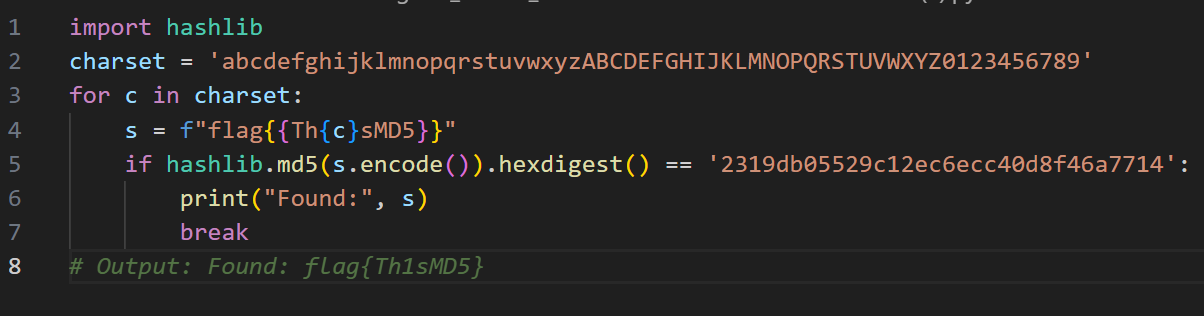 1 import hashlib
2 charset = 'abcdefghijklmnopqrstuvwxyzABCDEFGHIJKLMNOPQRSTUVWXYZ0123456789'
3 for c in charset:
4     s = f"flag{{Th{c}sMD5}}"
5     if hashlib.md5(s.encode()).hexdigest() == '2319db05529c12ec6ecc40d8f46a7714':
6         print("Found:", s)
7         break
8 # Output: Found: flag{Th1sMD5}